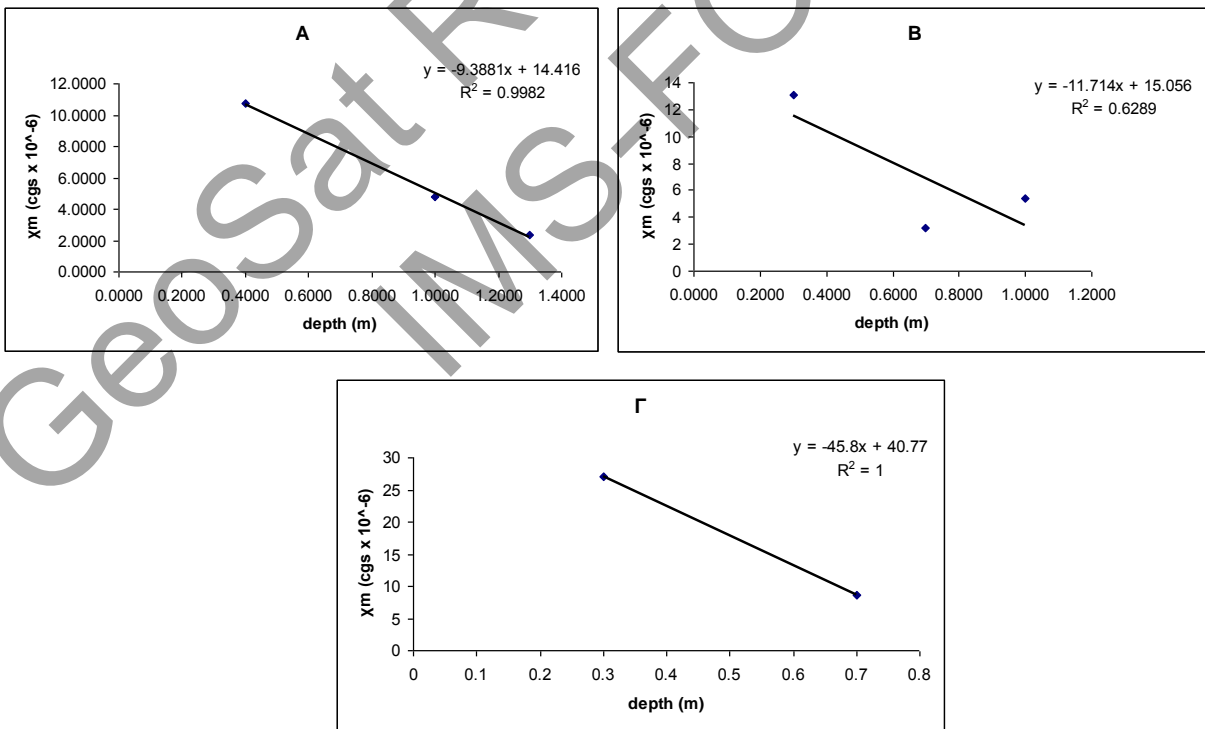 A
y = -9.3881x + 14.416
R² = 0.9982
χm (cgs x 10^-6)
12.0000
10.0000
8.0000
6.0000
4.0000
2.0000
0.0000
0.0000 0.2000 0.4000 0.6000 0.8000 1.0000 1.2000 1.4000
depth (m)
B
y = -11.714x + 15.056
R² = 0.6289
χm (cgs x 10^-6)
14
12
10
8
6
4
2
0
0.0000 0.2000 0.4000 0.6000 0.8000 1.0000 1.2000
depth (m)
Γ
y = -45.8x + 40.77
R² = 1
χm (cgs x 10^-6)
30
25
20
15
10
5
0
0 0.1 0.2 0.3 0.4 0.5 0.6 0.7 0.8
depth (m)
GeoSat R
IMS-FO